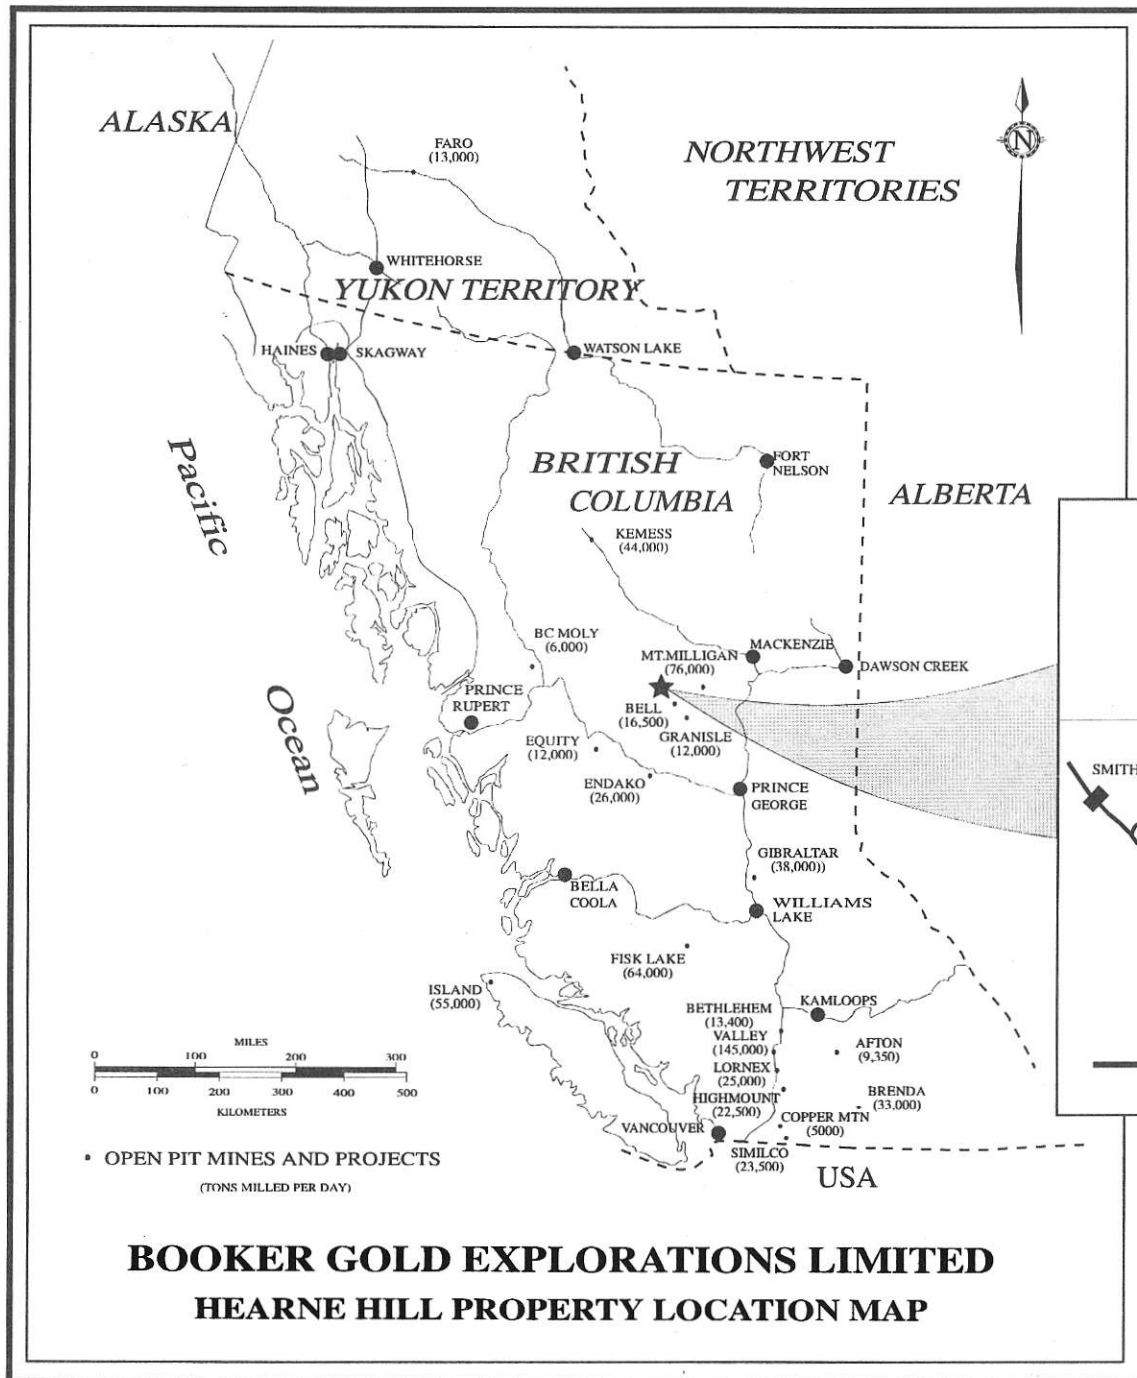 ALASKA
FARO
(13,000)
NORTHWEST
TERRITORIES
N
WHITEHORSE
YUKON TERRITORY
HAINES
SKAGWAY
WATSON LAKE
Pacific
Ocean
BRITISH
COLUMBIA
FORT
NELSON
ALBERTA
KEMESS
(44,000)
BC MOLY
(6,000)
MT.MILLIGAN
(76,000)
MACKENZIE
DAWSON CREEK
PRINCE
RUPERT
BELL
(16,500)
GRANISLE
(12,000)
EQUITY
(12,000)
ENDAKO
(26,000)
PRINCE
GEORGE
SMITH
GIBRALTAR
(38,000))
BELLA
COOLA
WILLIAMS
LAKE
FISK LAKE
(64,000)
ISLAND
(55,000)
BETHLEHEM
(13,400)
KAMLOOPS
VALLEY
(145,000)
AFTON
(9,350)
LORNEX
(25,000)
HIGHMOUNT
(22,500)
BRENDA
(33,000)
COPPER MTN
(5000)
VANCOUVER
SIMILCO
(23,500)
USA
MILES
0 100 200 300
0 100 200 300 400 500
KILOMETERS
• OPEN PIT MINES AND PROJECTS
(TONS MILLED PER DAY)
BOOKER GOLD EXPLORATIONS LIMITED
HEARNE HILL PROPERTY LOCATION MAP